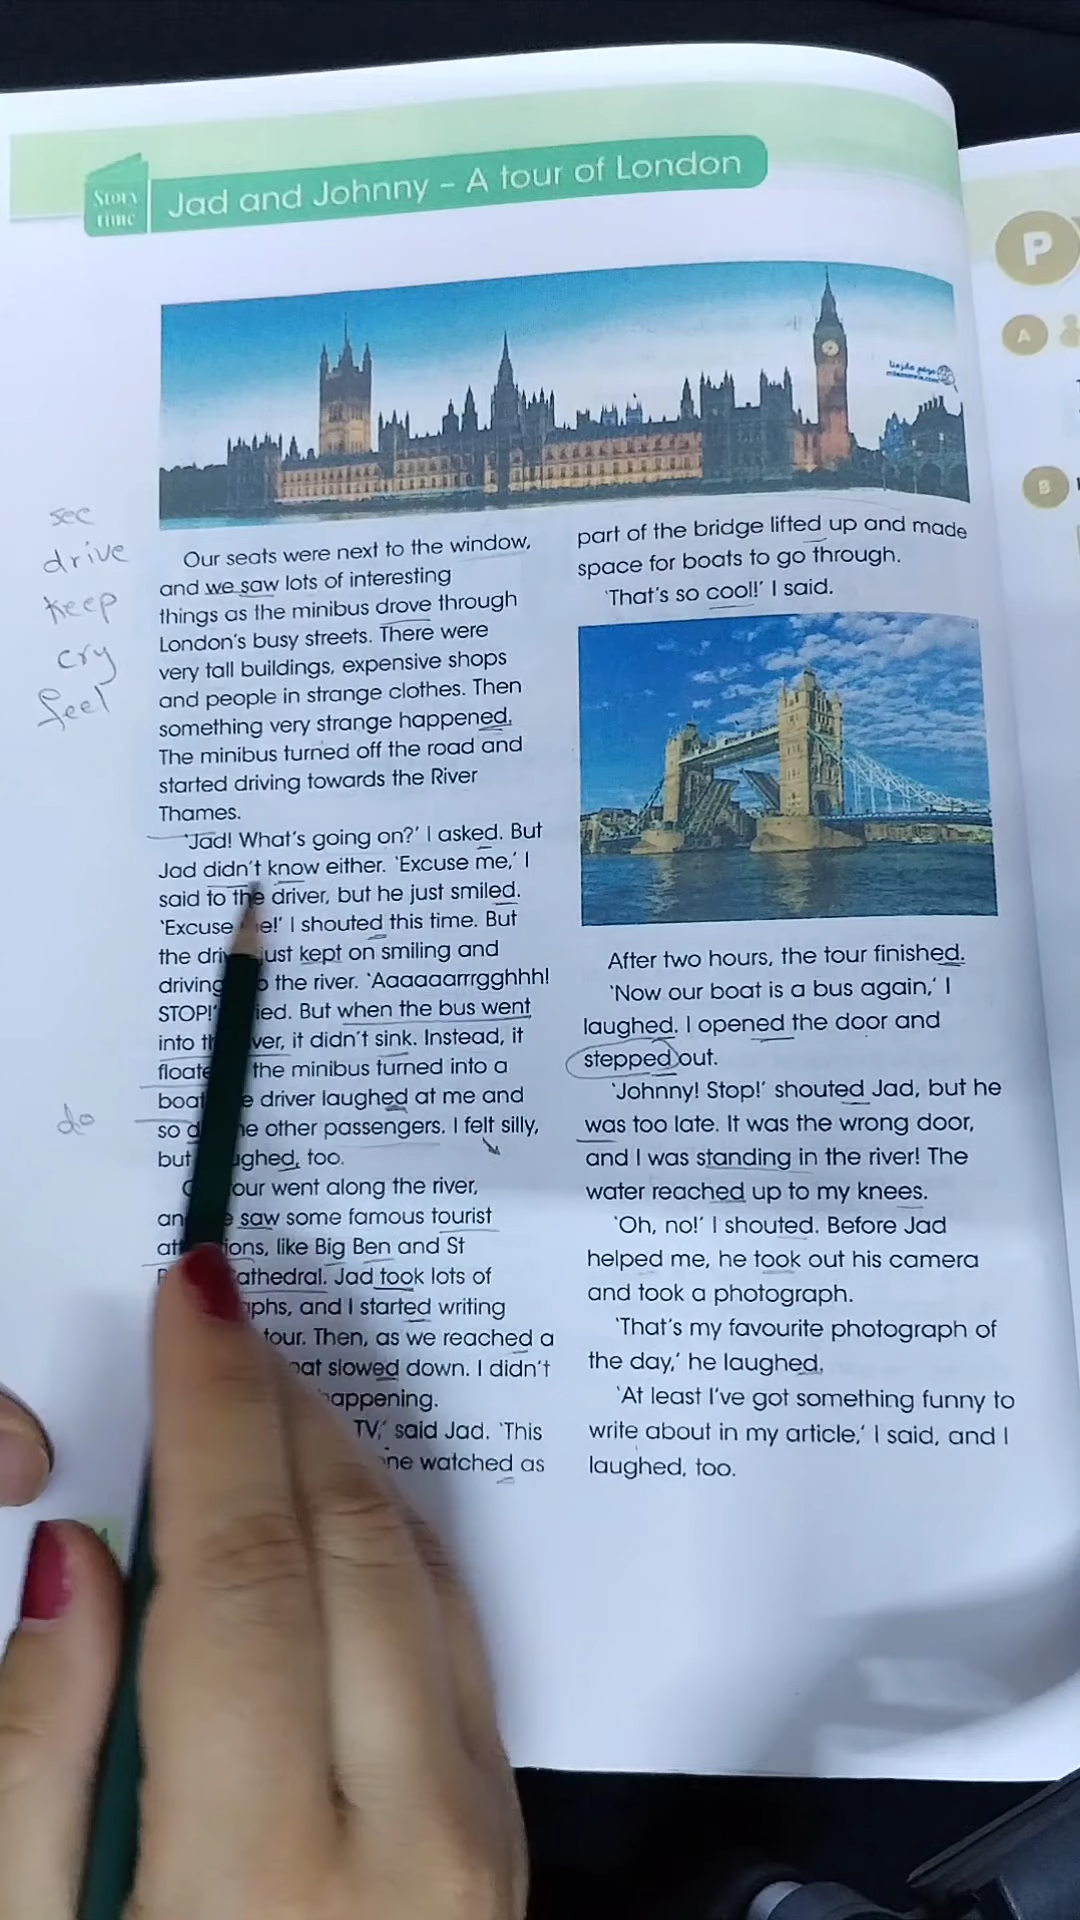 Story
time
Jad and Johnny – A tour of London
P
A
موقع ملازمنا
B
see
drive
keep
cry
feel
do
Our seats were next to the window,
and we saw lots of interesting
things as the minibus drove through
London's busy streets. There were
very tall buildings, expensive shops
and people in strange clothes. Then
something very strange happened.
The minibus turned off the road and
started driving towards the River
Thames.
'Jad! What's going on?' I asked. But
Jad didn't know either. 'Excuse me,' I
said to the driver, but he just smiled.
'Excuse !' I shouted this time. But
the just kept on smiling and
driving the river. 'Aaaaaarrrgghhh!
STOP!' But when the bus went
into it didn't sink. Instead, it
the minibus turned into a
driver laughed at me and
so other passengers. I felt silly,
but too.
went along the river,
saw some famous tourist
like Big Ben and St
Jad took lots of
and I started writing
tour. Then, as we reached a
slowed down. I didn't
TV,' said Jad. 'This
watched as
part of the bridge lifted up and made
space for boats to go through.
'That's so cool!' I said.
After two hours, the tour finished.
'Now our boat is a bus again,' I
laughed. I opened the door and
stepped out.
'Johnny! Stop!' shouted Jad, but he
was too late. It was the wrong door,
and I was standing in the river! The
water reached up to my knees.
'Oh, no!' I shouted. Before Jad
helped me, he took out his camera
and took a photograph.
'That's my favourite photograph of
the day,' he laughed.
'At least I've got something funny to
write about in my article,' I said, and I
laughed, too.